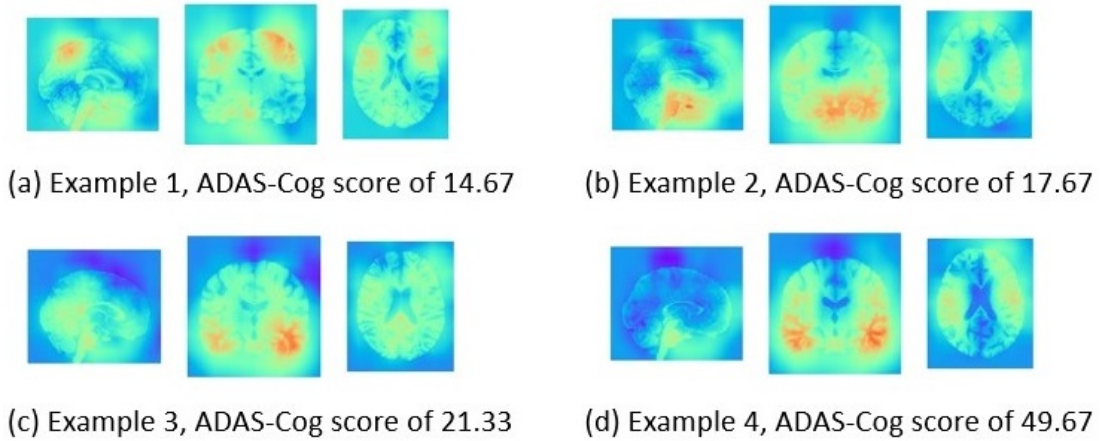 (a) Example 1, ADAS-Cog score of 14.67
(b) Example 2, ADAS-Cog score of 17.67
(c) Example 3, ADAS-Cog score of 21.33
(d) Example 4, ADAS-Cog score of 49.67